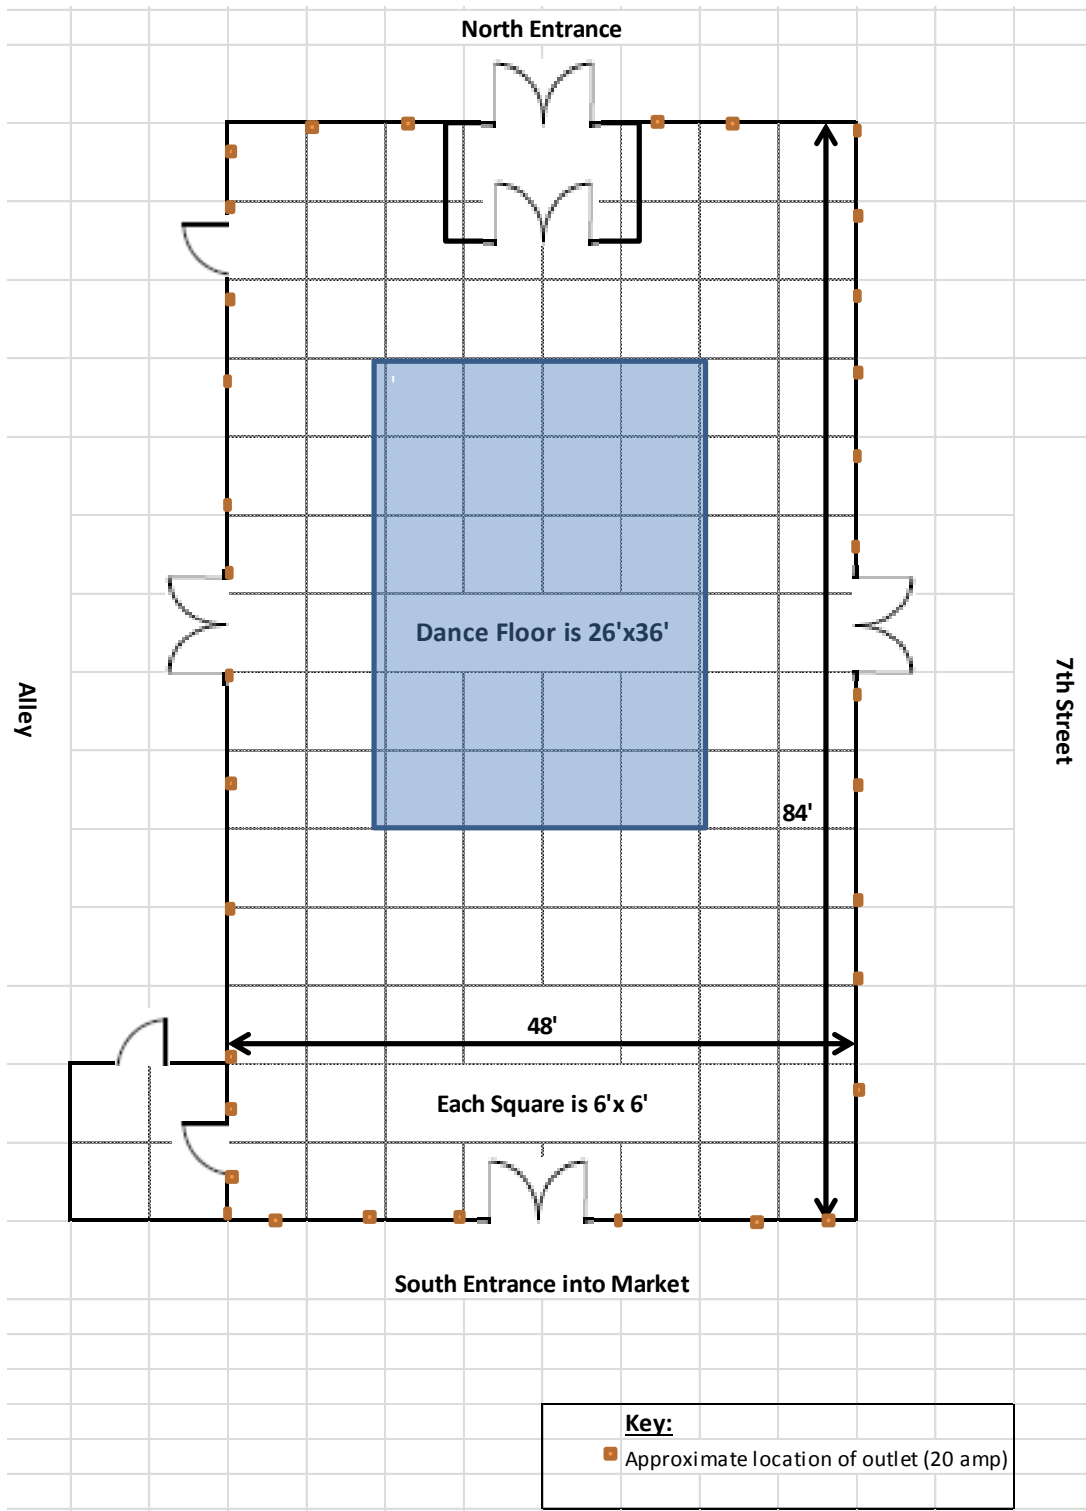 North Entrance
'
Dance Floor is 26'x36'
Alley
7th Street
84'
48'
Each Square is 6'x 6'
South Entrance into Market
Key:
Approximate location of outlet (20 amp)